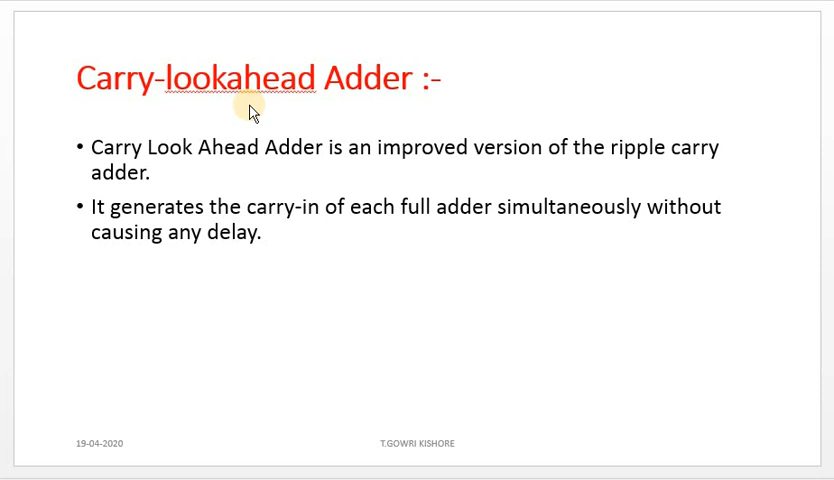 Carry-lookahead Adder :-
• Carry Look Ahead Adder is an improved version of the ripple carry
adder.
• It generates the carry-in of each full adder simultaneously without
causing any delay.
19-04-2020
T.GOWRI KISHORE